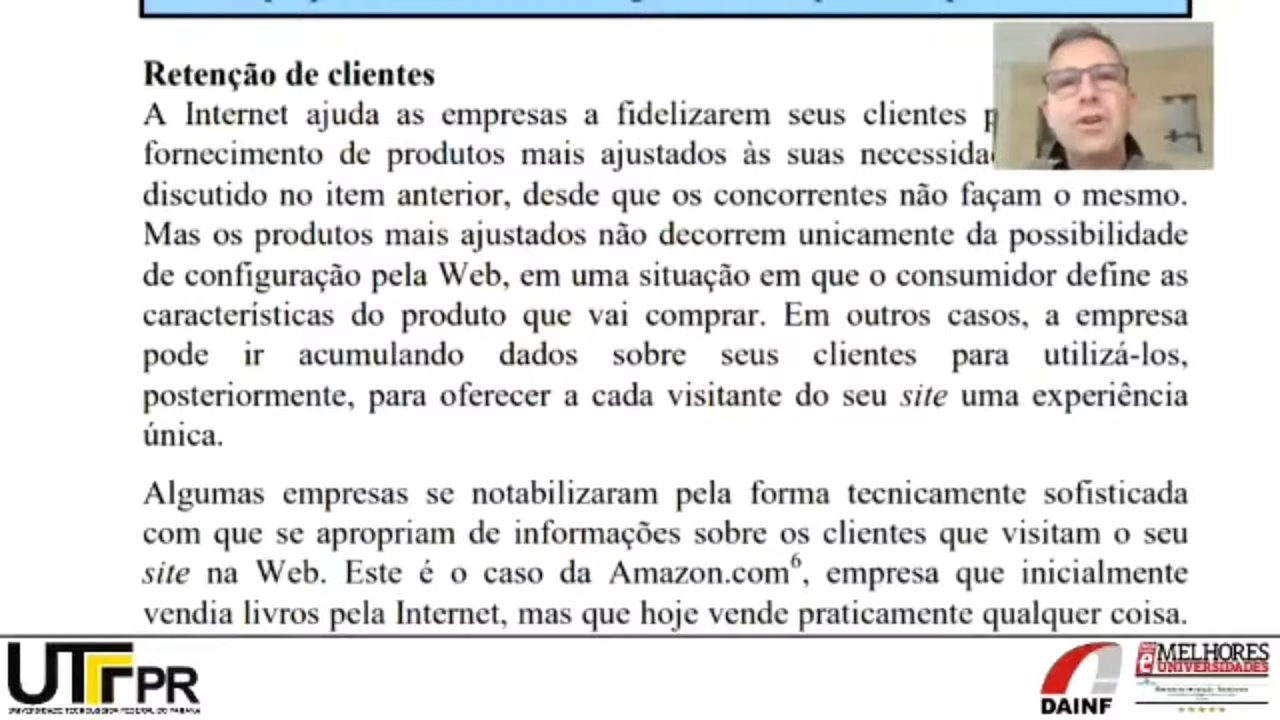 Retenção de clientes
A Internet ajuda as empresas a fidelizarem seus clientes
fornecimento de produtos mais ajustados às suas
discutido no item anterior, desde que os concorrentes não façam o mesmo.
Mas os produtos mais ajustados não decorrem unicamente da possibilidade
de configuração pela Web, em uma situação em que o consumidor define as
características do produto que vai comprar. Em outros casos, a empresa
pode ir acumulando dados sobre seus clientes para utilizá-los,
posteriormente, para oferecer a cada visitante do seu site uma experiência
única.
Algumas empresas se notabilizaram pela forma tecnicamente sofisticada
com que se apropriam de informações sobre os clientes que visitam o seu
site na Web. Este é o caso da Amazon.com⁶, empresa que inicialmente
vendia livros pela Internet, mas que hoje vende praticamente qualquer coisa.
UTFPR
UNIVERSIDADE TECNOLÓGICA FEDERAL DO PARANÁ
DAINF
MELHORES
UNIVERSIDADES